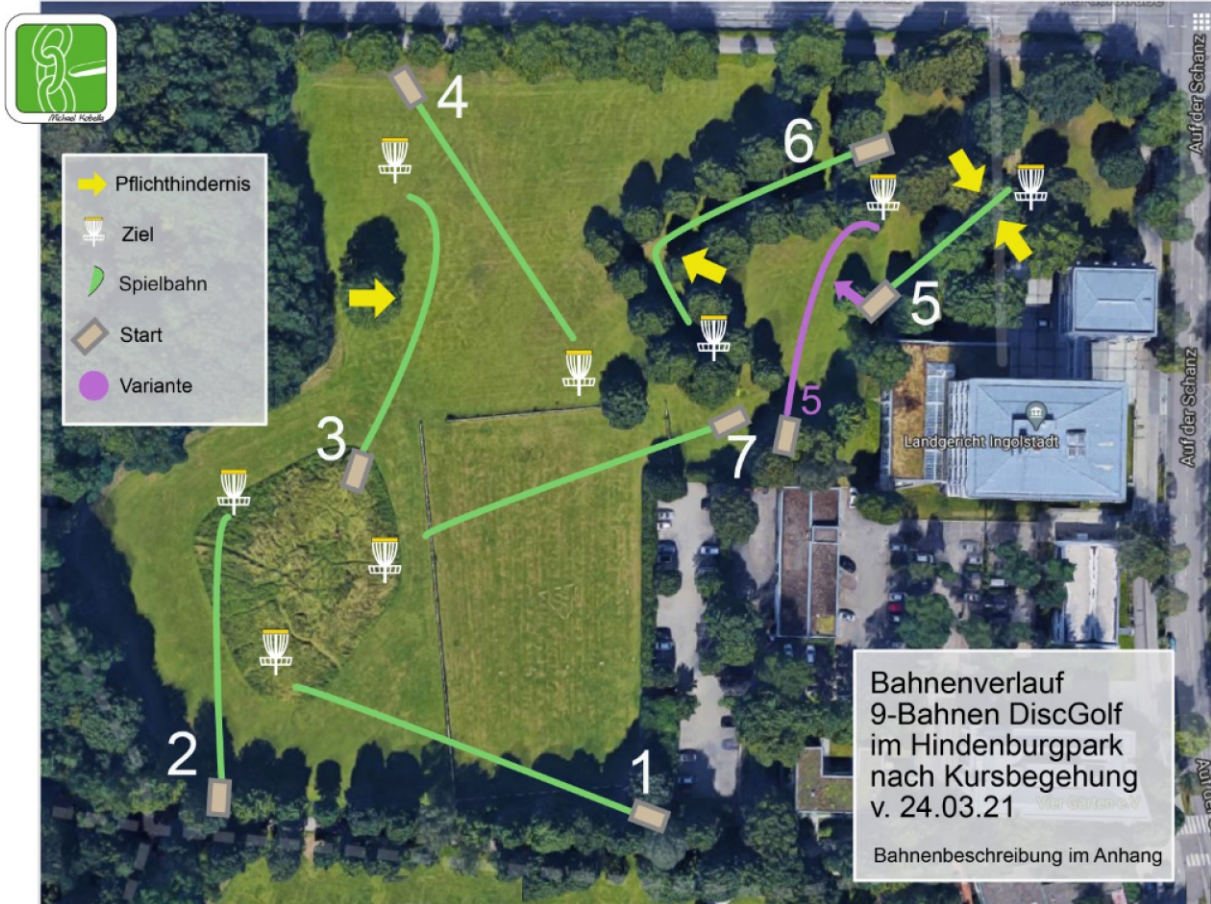 Michael Kobella
4
6
Auf der Schanz
Pflichthindernis
Ziel
Spielbahn
Start
Variante
5
5
3
7
Landgericht Ingolstadt
Auf der Schanz
2
1
Bahnenverlauf
9-Bahnen DiscGolf
im Hindenburgpark
nach Kursbegehung
v. 24.03.21
Bahnenbeschreibung im Anhang